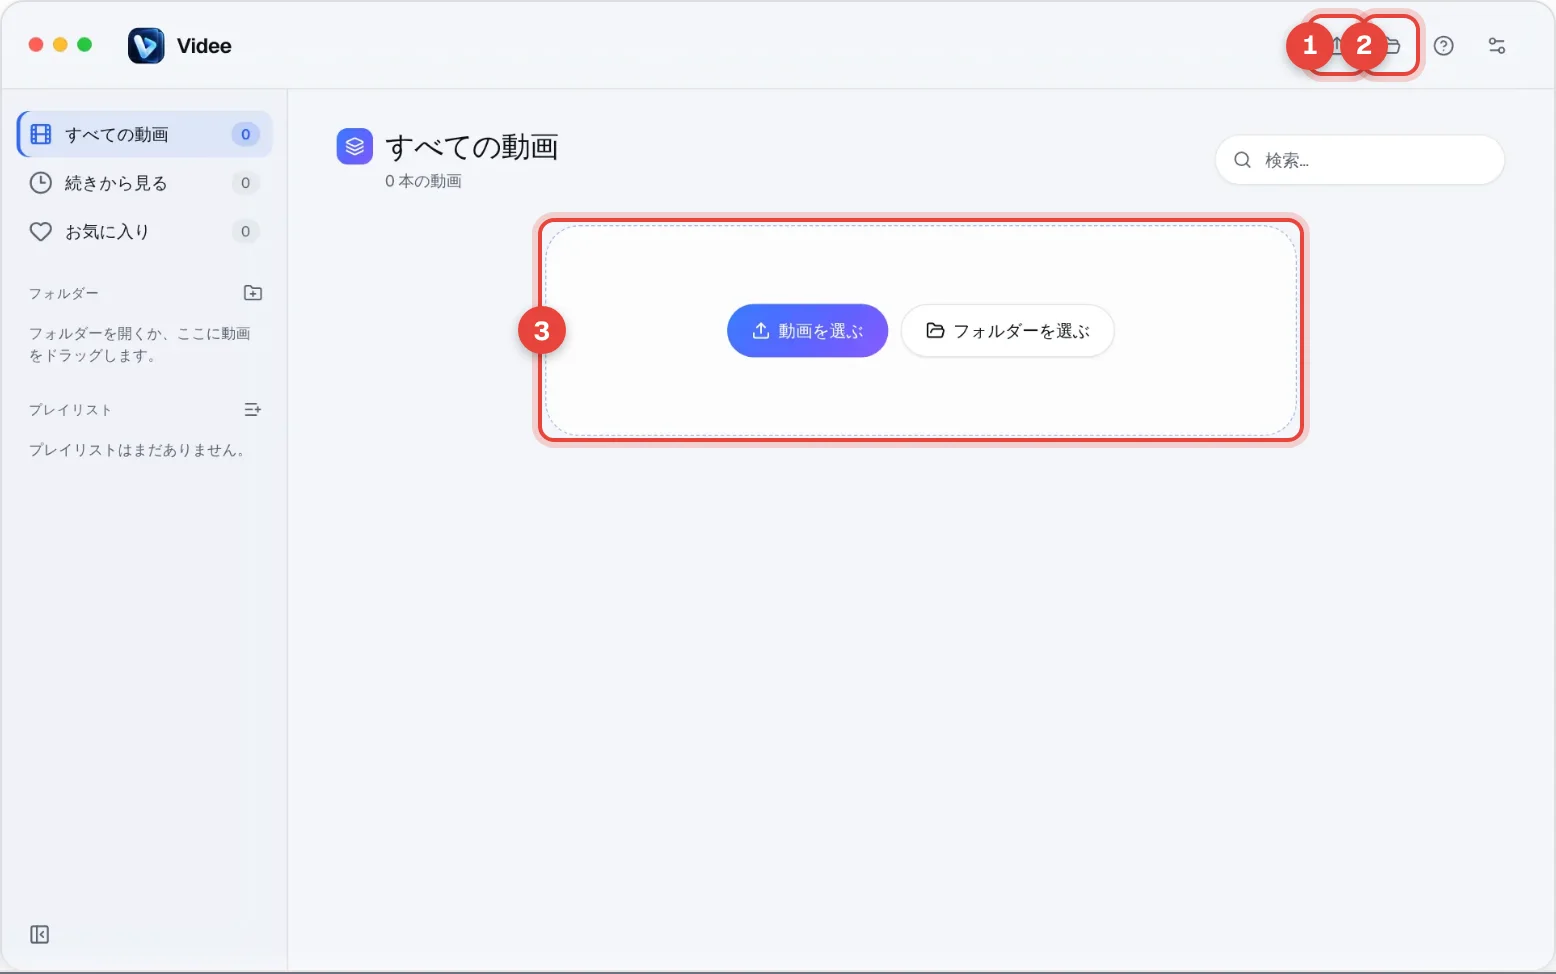 Videe
1
2
すべての動画
0
続きから見る
0
お気に入り
0
フォルダー
フォルダーを開くか、ここに動画
をドラッグします。
プレイリスト
プレイリストはまだありません。
すべての動画
0 本の動画
検索...
3
動画を選ぶ
フォルダーを選ぶ